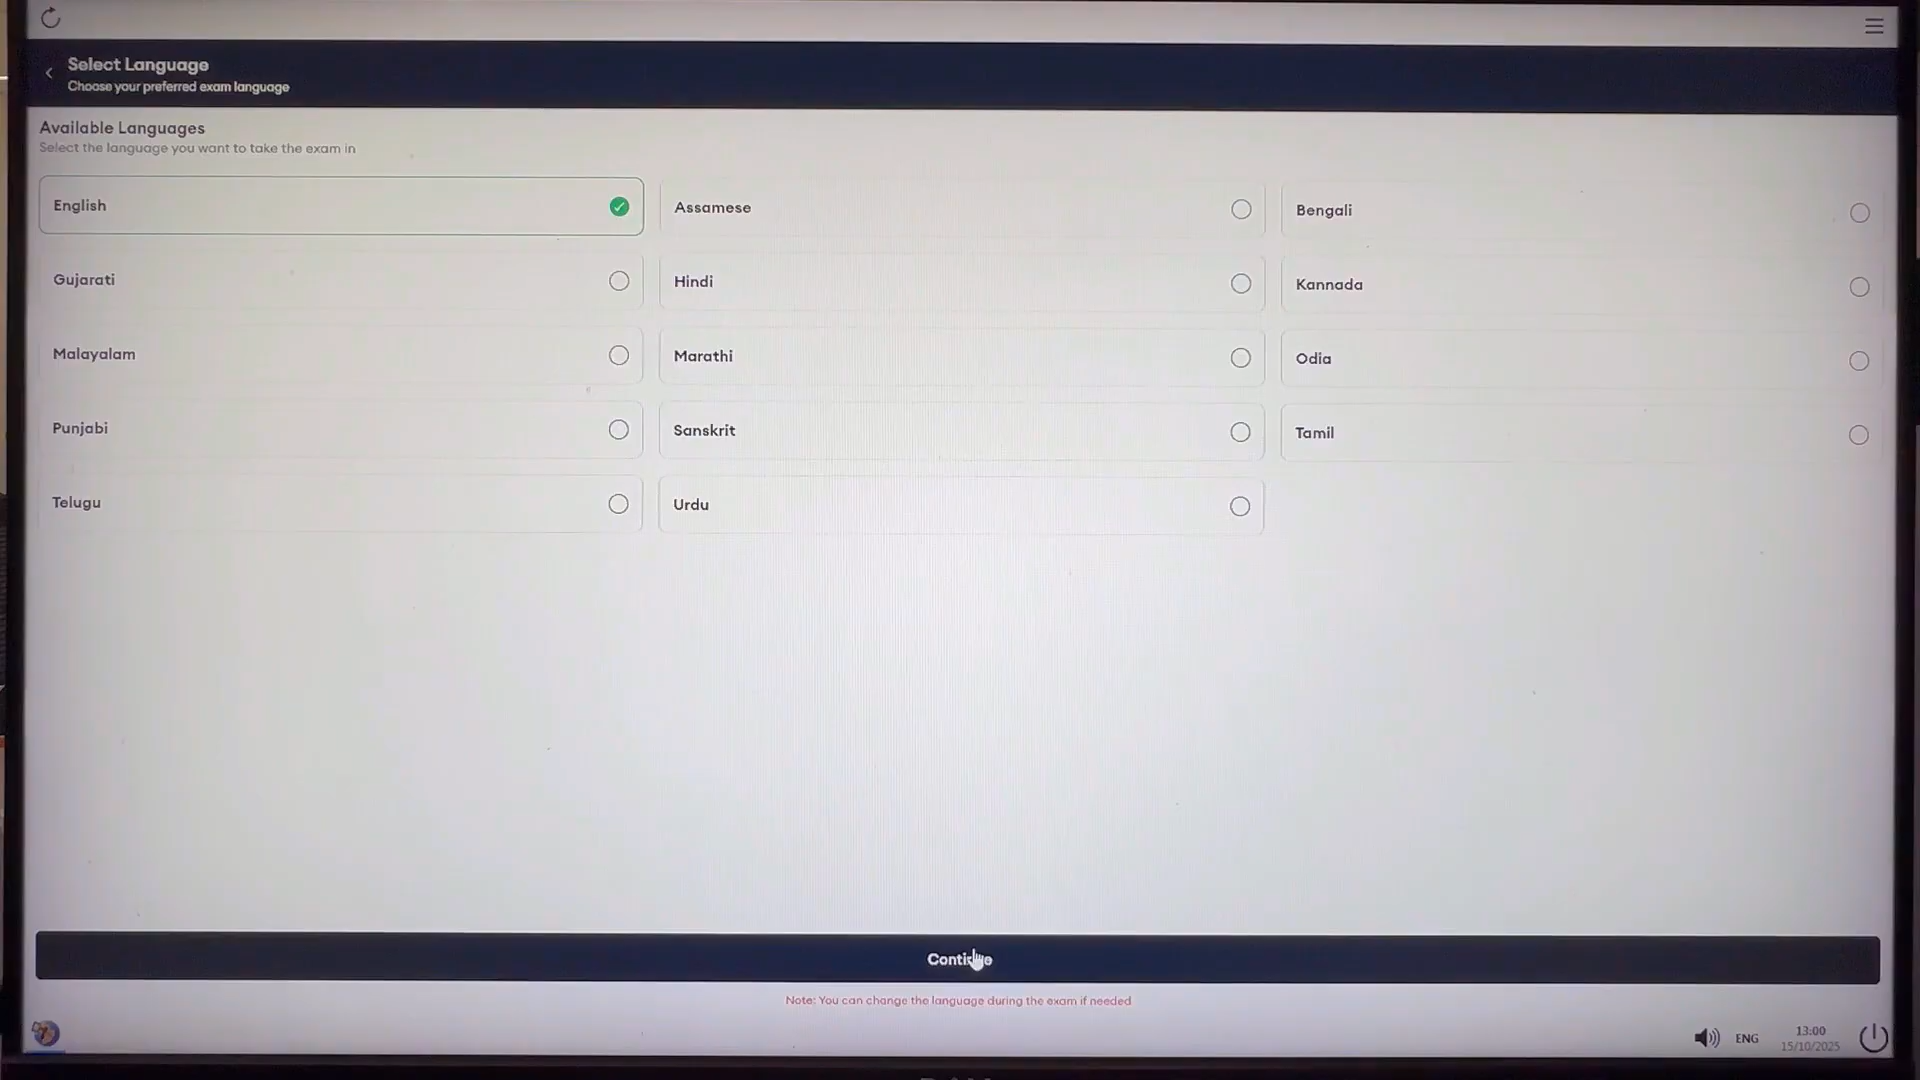 Select Language
Choose your preferred exam language
Available Languages
Select the language you want to take the exam in
English
Assamese
Bengali
Gujarati
Hindi
Kannada
Malayalam
Marathi
Odia
Punjabi
Sanskrit
Tamil
Telugu
Urdu
Continue
Note: You can change the language during the exam if needed
ENG
13:00
15/10/2025